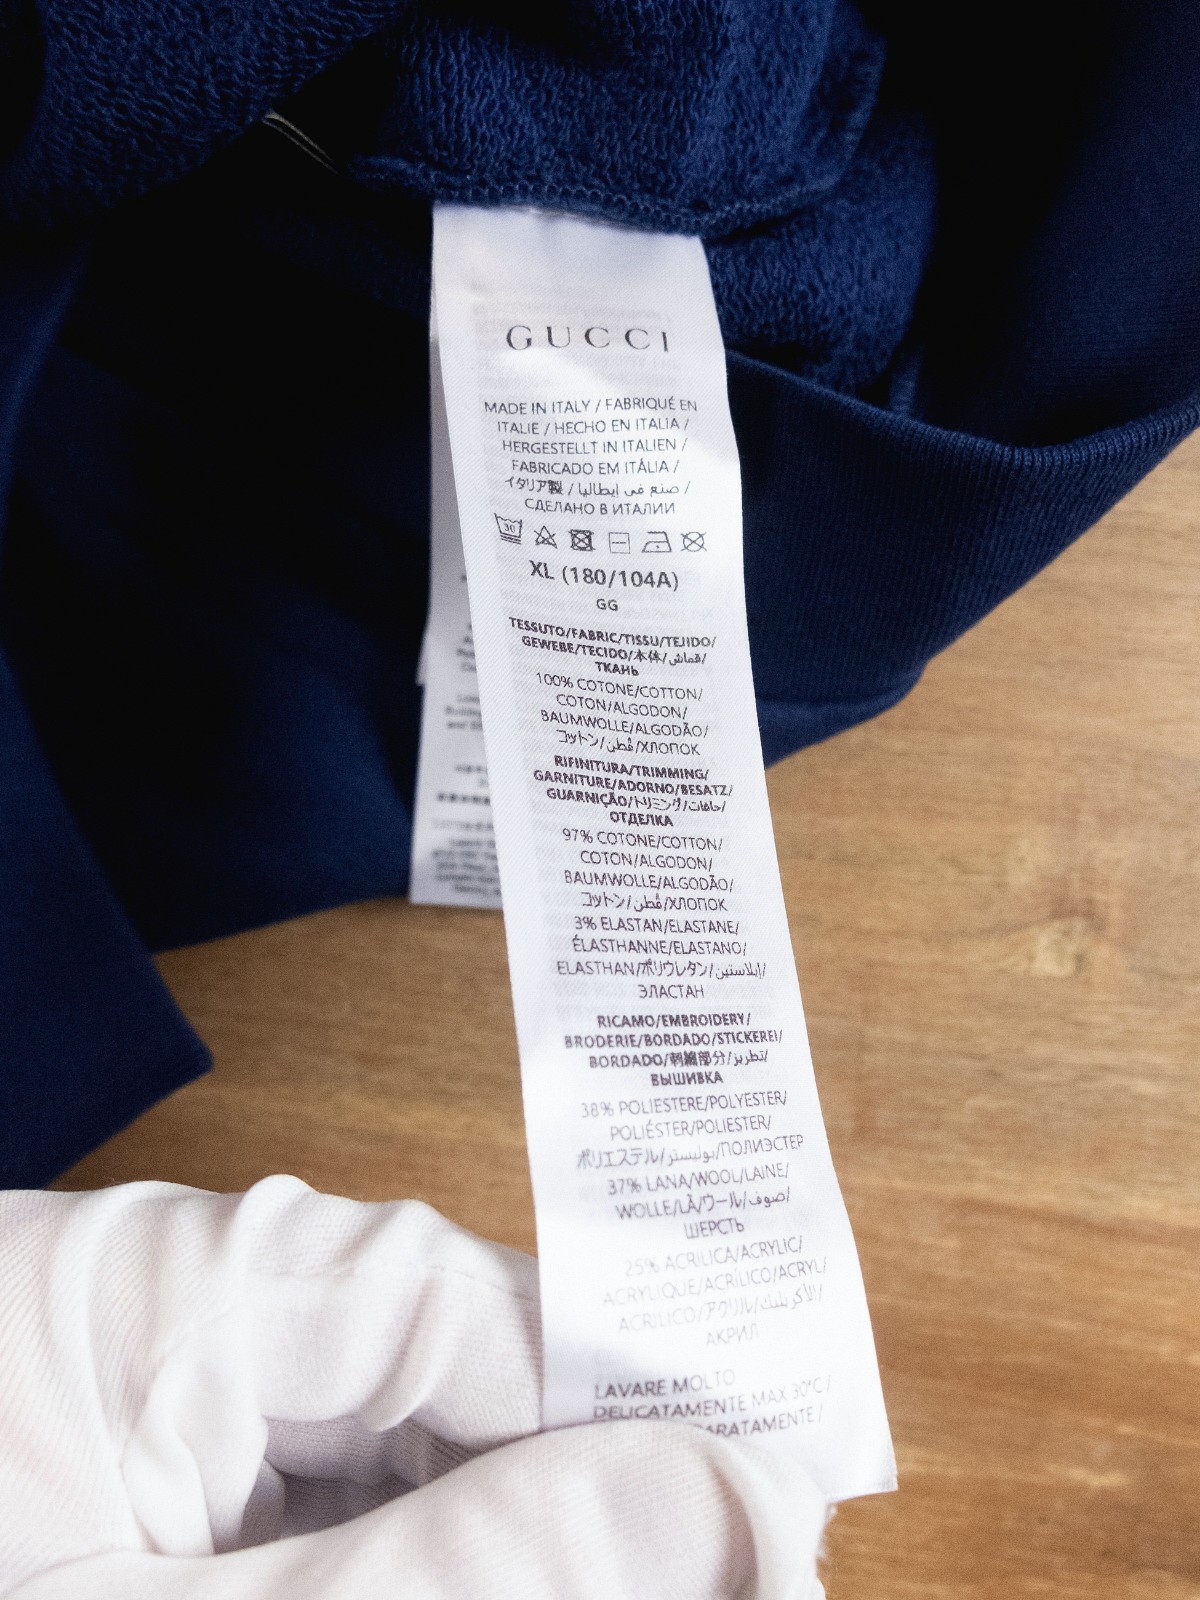 GUCCI
MADE IN ITALY / FABRIQUÉ EN
ITALIE / HECHO EN ITALIA /
HERGESTELLT IN ITALIEN /
FABRICADO EM ITÁLIA /
イタリア製 / صنع في إيطاليا /
СДЕЛАНО В ИТАЛИИ
30
XL (180/104A)
GG
TESSUTO/FABRIC/TISSU/TEJIDO/
GEWEBE/TECIDO/本体/قماش/
ТКАНЬ
100% COTONE/COTTON/
COTON/ALGODON/
BAUMWOLLE/ALGODÃO/
コットン/قطن/ХЛОПОК
RIFINITURA/TRIMMING/
GARNITURE/ADORNO/BESATZ/
GUARNIÇÃO/トリミング/حافات/
ОТДЕЛКА
97% COTONE/COTTON/
COTON/ALGODON/
BAUMWOLLE/ALGODÃO/
コットン/قطن/ХЛОПОК
3% ELASTAN/ELASTANE/
ÉLASTHANNE/ELASTANO/
ELASTHAN/ポリウレタン/إيلاستين/
ЭЛАСТАН
RICAMO/EMBROIDERY/
BRODERIE/BORDADO/STICKEREI/
BORDADO/刺繍部分/تطريز/
ВЫШИВКА
38% POLIESTERE/POLYESTER/
POLIÉSTER/POLIESTER/
ポリエステル/بوليستر/ПОЛИЭСТЕР
37% LANA/WOOL/LAINE/
WOLLE/LÃ/ウール/صوف/
ШЕРСТЬ
25% ACRILICA/ACRYLIC/
ACRYLIQUE/ACRÍLICO/ACRYL/
ACRILICO/アクリル/الأكريليك/
АКРИЛ
LAVARE MOLTO
DELICATAMENTE MAX 30°C/
ARATAMENTE /